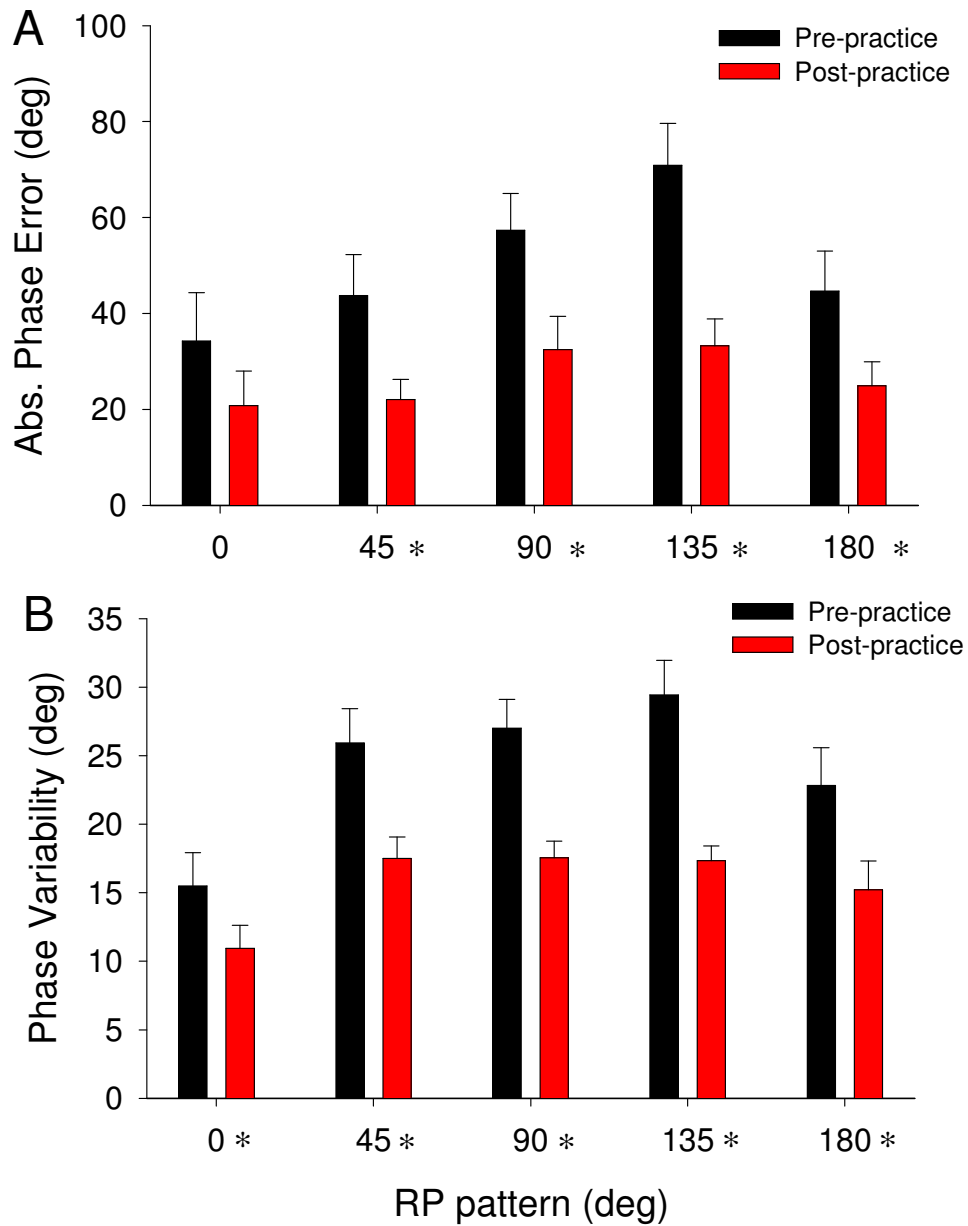 A
100
80
60
40
20
0
Abs. Phase Error (deg)
Pre-practice
Post-practice
0 45 * 90 * 135 * 180 *
B
35
30
25
20
15
10
5
0
Phase Variability (deg)
Pre-practice
Post-practice
0 * 45 * 90 * 135 * 180 *
RP pattern (deg)